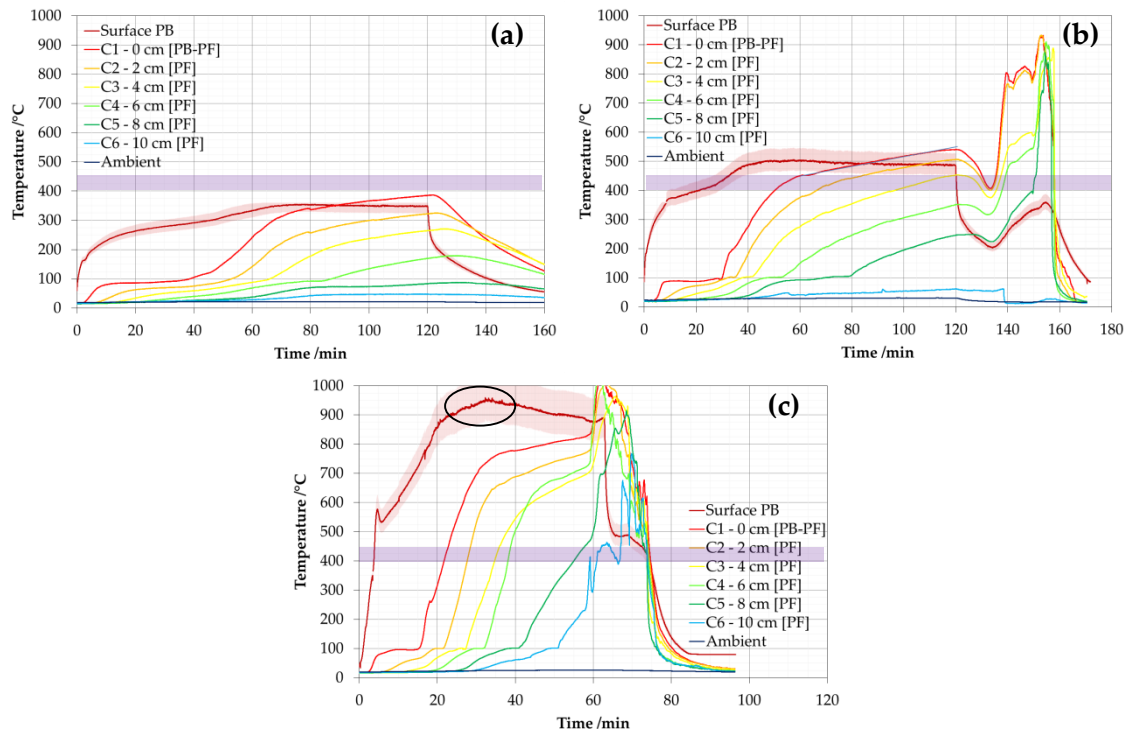 (a)
Surface PB
C1 - 0 cm [PB-PF]
C2 - 2 cm [PF]
C3 - 4 cm [PF]
C4 - 6 cm [PF]
C5 - 8 cm [PF]
C6 - 10 cm [PF]
Ambient
Temperature /°C
1000
900
800
700
600
500
400
300
200
100
0
0 20 40 60 80 100 120 140 160
Time /min
(b)
Surface PB
C1 - 0 cm [PB-PF]
C2 - 2 cm [PF]
C3 - 4 cm [PF]
C4 - 6 cm [PF]
C5 - 8 cm [PF]
C6 - 10 cm [PF]
Ambient
Temperature /°C
1000
900
800
700
600
500
400
300
200
100
0
0 20 40 60 80 100 120 140 160 180
Time /min
(c)
Surface PB
C1 - 0 cm [PB-PF]
C2 - 2 cm [PF]
C3 - 4 cm [PF]
C4 - 6 cm [PF]
C5 - 8 cm [PF]
C6 - 10 cm [PF]
Ambient
Temperature /°C
1000
900
800
700
600
500
400
300
200
100
0
0 20 40 60 80 100 120
Time /min